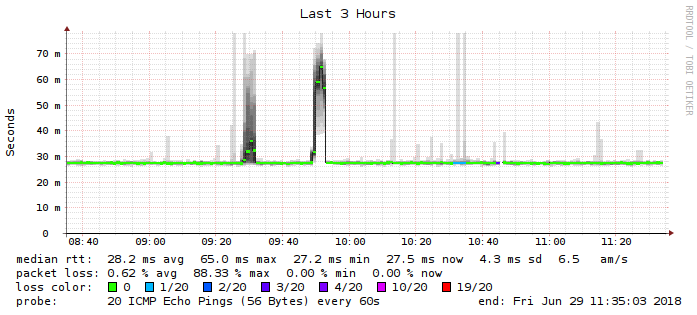 Last 3 Hours
RRDTOOL / TOBI OETIKER
Seconds
70 m
60 m
50 m
40 m
30 m
20 m
10 m
0
08:40 09:00 09:20 09:40 10:00 10:20 10:40 11:00 11:20
median rtt: 28.2 ms avg 65.0 ms max 27.2 ms min 27.5 ms now 4.3 ms sd 6.5 am/s
packet loss: 0.62 % avg 88.33 % max 0.00 % min 0.00 % now
loss color: 0 1/20 2/20 3/20 4/20 10/20 19/20
probe: 20 ICMP Echo Pings (56 Bytes) every 60s end: Fri Jun 29 11:35:03 2018